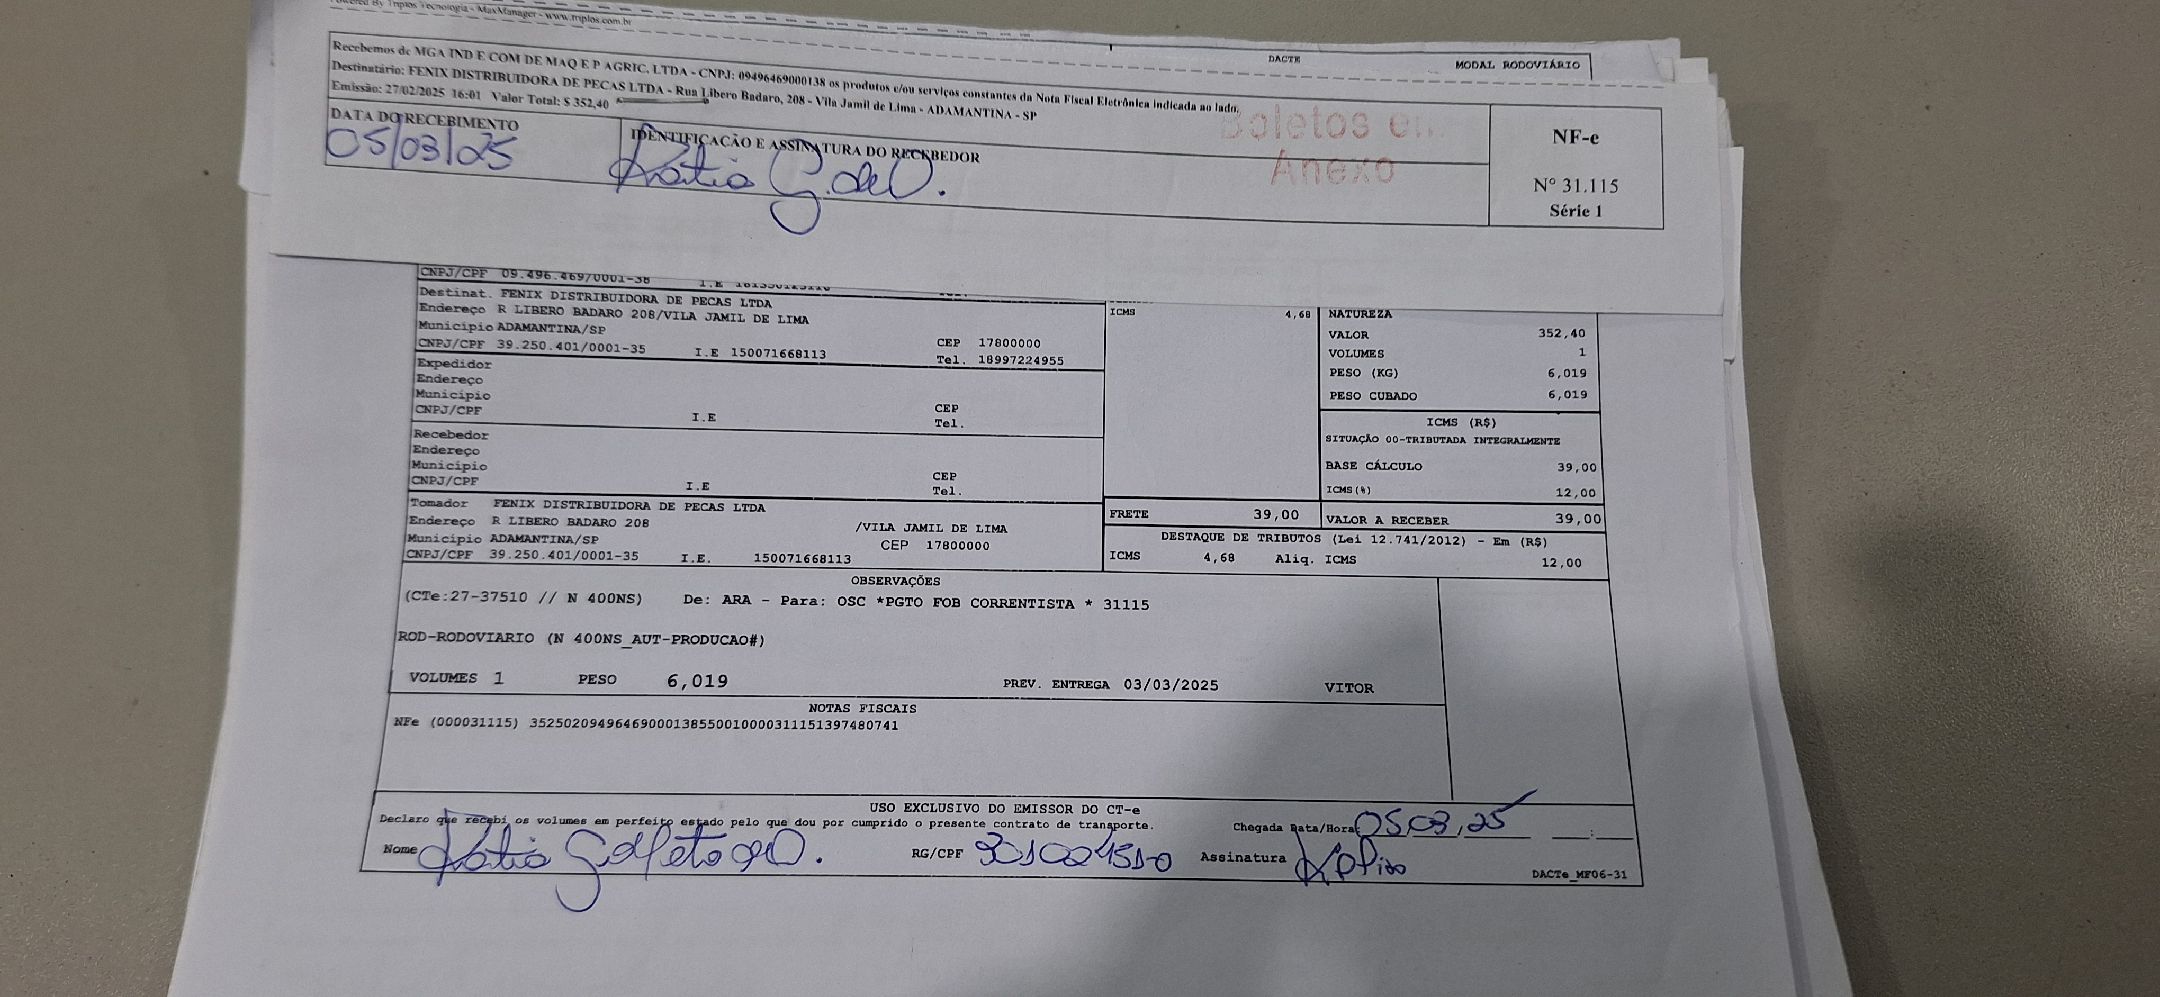 Powered By Triplos Tecnologia - MaxManager - www.triplos.com.br
DACTE
MODAL RODOVIÁRIO
Recebemos de MGA IND E COM DE MAQ E P AGRIC. LTDA - CNPJ: 09496469000138 os produtos e/ou serviços constantes da Nota Fiscal Eletrônica indicada ao lado.
Destinatário: FENIX DISTRIBUIDORA DE PECAS LTDA - Rua Libero Badaro, 208 - Vila Jamil de Lima - ADAMANTINA - SP
Emissão: 27/02/2025 16:01 Valor Total: $ 352,40
Boletos em
Anexo
DATA DO RECEBIMENTO
05/03/25
IDENTIFICAÇÃO E ASSINATURA DO RECEBEDOR
Katia G. de O.
NF-e
Nº 31.115
Série 1
CNPJ/CPF 09.496.469/0001-38 I.E
Destinat. FENIX DISTRIBUIDORA DE PECAS LTDA
Endereço R LIBERO BADARO 208/VILA JAMIL DE LIMA
Município ADAMANTINA/SP
CEP 17800000
CNPJ/CPF 39.250.401/0001-35 I.E 150071668113 Tel. 18997224955
Expedidor
Endereço
Município
CEP
CNPJ/CPF I.E Tel.
Recebedor
Endereço
Município
CEP
CNPJ/CPF I.E Tel.
Tomador FENIX DISTRIBUIDORA DE PECAS LTDA
Endereço R LIBERO BADARO 208 /VILA JAMIL DE LIMA
Município ADAMANTINA/SP CEP 17800000
CNPJ/CPF 39.250.401/0001-35 I.E. 150071668113
ICMS 4,68
NATUREZA
VALOR 352,40
VOLUMES 1
PESO (KG) 6,019
PESO CUBADO 6,019
ICMS (R$)
SITUAÇÃO 00-TRIBUTADA INTEGRALMENTE
BASE CÁLCULO 39,00
ICMS(%) 12,00
FRETE 39,00
VALOR A RECEBER 39,00
DESTAQUE DE TRIBUTOS (Lei 12.741/2012) - Em (R$)
ICMS 4,68 Aliq. ICMS 12,00
OBSERVAÇÕES
(CTe:27-37510 // N 400NS) De: ARA - Para: OSC *PGTO FOB CORRENTISTA * 31115
ROD-RODOVIARIO (N 400NS_AUT-PRODUCAO#)
VOLUMES 1 PESO 6,019 PREV. ENTREGA 03/03/2025 VITOR
NOTAS FISCAIS
NFe (000031115) 35250209496469000138550010000311151397480741
USO EXCLUSIVO DO EMISSOR DO CT-e
Declaro que recebi os volumes em perfeito estado pelo que dou por cumprido o presente contrato de transporte.
Chegada Data/Hora: 05,03,25 :
Nome Katia RG/CPF Assinatura
DACTe_MF06-31